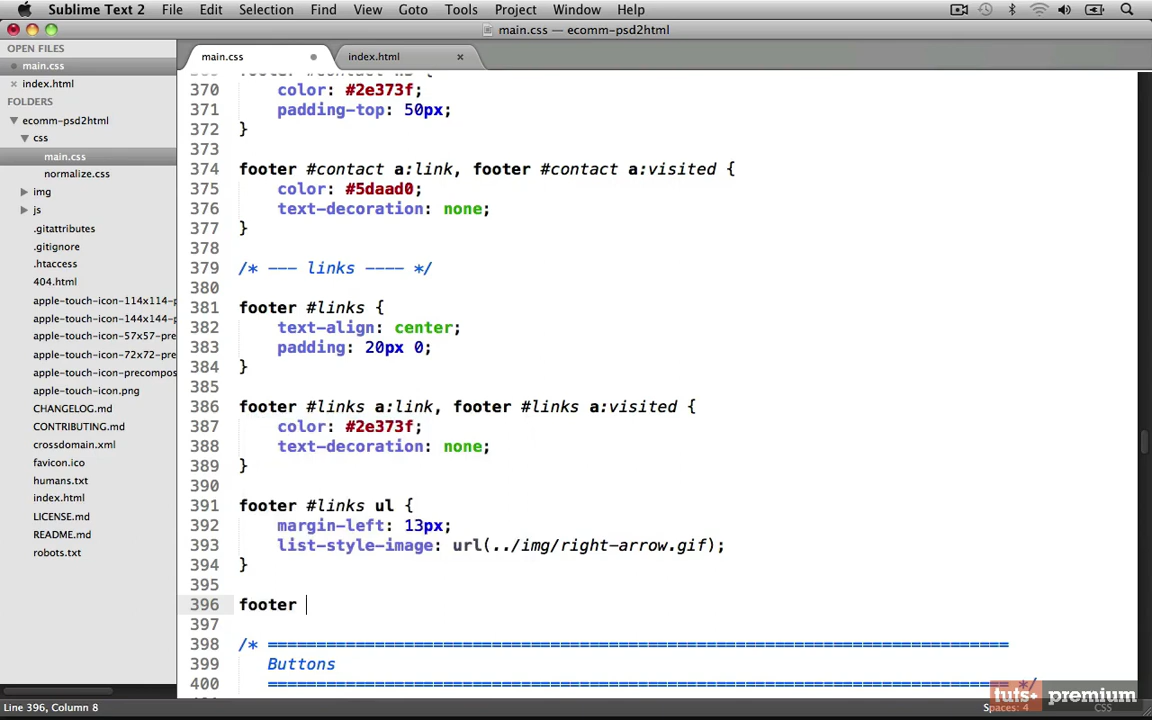 Sublime Text 2 File Edit Selection Find View Goto Tools Project Window Help
main.css — ecomm-psd2html
OPEN FILES
main.css
index.html
FOLDERS
ecomm-psd2html
css
main.css
normalize.css
img
js
.gitattributes
.gitignore
.htaccess
404.html
apple-touch-icon-114x114-p
apple-touch-icon-144x144-p
apple-touch-icon-57x57-pre
apple-touch-icon-72x72-pre
apple-touch-icon-precompos
apple-touch-icon.png
CHANGELOG.md
CONTRIBUTING.md
crossdomain.xml
favicon.ico
humans.txt
index.html
LICENSE.md
README.md
robots.txt
main.css index.html
370 color: #2e373f;
371 padding-top: 50px;
372 }
373
374 footer #contact a:link, footer #contact a:visited {
375 color: #5daad0;
376 text-decoration: none;
377 }
378
379 /* --- links ---- */
380
381 footer #links {
382 text-align: center;
383 padding: 20px 0;
384 }
385
386 footer #links a:link, footer #links a:visited {
387 color: #2e373f;
388 text-decoration: none;
389 }
390
391 footer #links ul {
392 margin-left: 13px;
393 list-style-image: url(../img/right-arrow.gif);
394 }
395
396 footer
397
398 /* ============================================================================
399 Buttons
400 ============================================================================ */
tuts+ premium
Line 396, Column 8 Spaces: 4 CSS